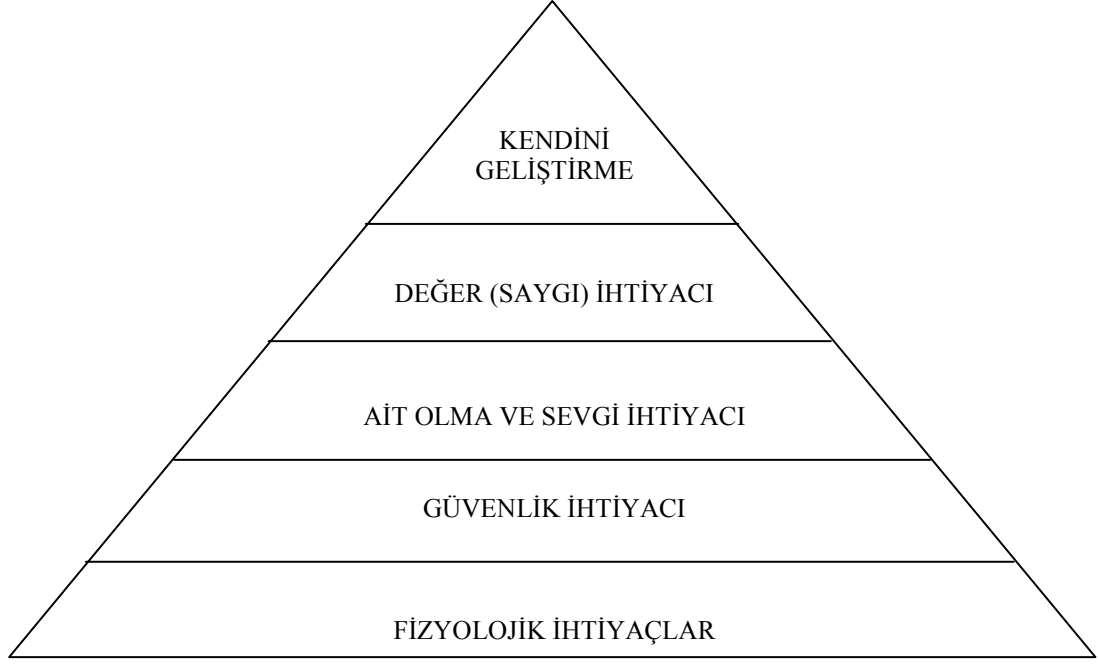 KENDİNİ
GELİŞTİRME
DEĞER (SAYGI) İHTİYACI
AİT OLMA VE SEVGİ İHTİYACI
GÜVENLİK İHTİYACI
FİZYOLOJİK İHTİYAÇLAR